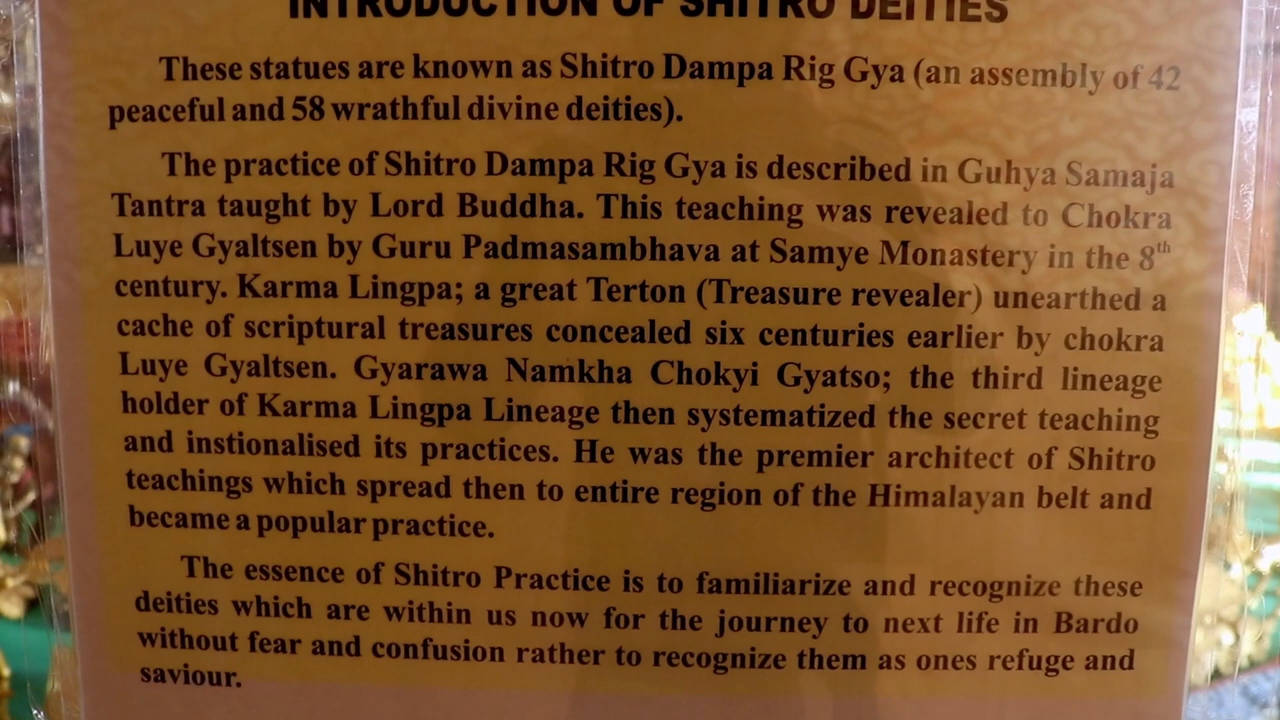 INTRODUCTION OF SHITRO DEITIES
These statues are known as Shitro Dampa Rig Gya (an assembly of 42
peaceful and 58 wrathful divine deities).
The practice of Shitro Dampa Rig Gya is described in Guhya Samaja
Tantra taught by Lord Buddha. This teaching was revealed to Chokra
Luye Gyaltsen by Guru Padmasambhava at Samye Monastery in the 8th
century. Karma Lingpa; a great Terton (Treasure revealer) unearthed a
cache of scriptural treasures concealed six centuries earlier by chokra
Luye Gyaltsen. Gyarawa Namkha Chokyi Gyatso; the third lineage
holder of Karma Lingpa Lineage then systematized the secret teaching
and instionalised its practices. He was the premier architect of Shitro
teachings which spread then to entire region of the Himalayan belt and
became a popular practice.
The essence of Shitro Practice is to familiarize and recognize these
deities which are within us now for the journey to next life in Bardo
without fear and confusion rather to recognize them as ones refuge and
saviour.